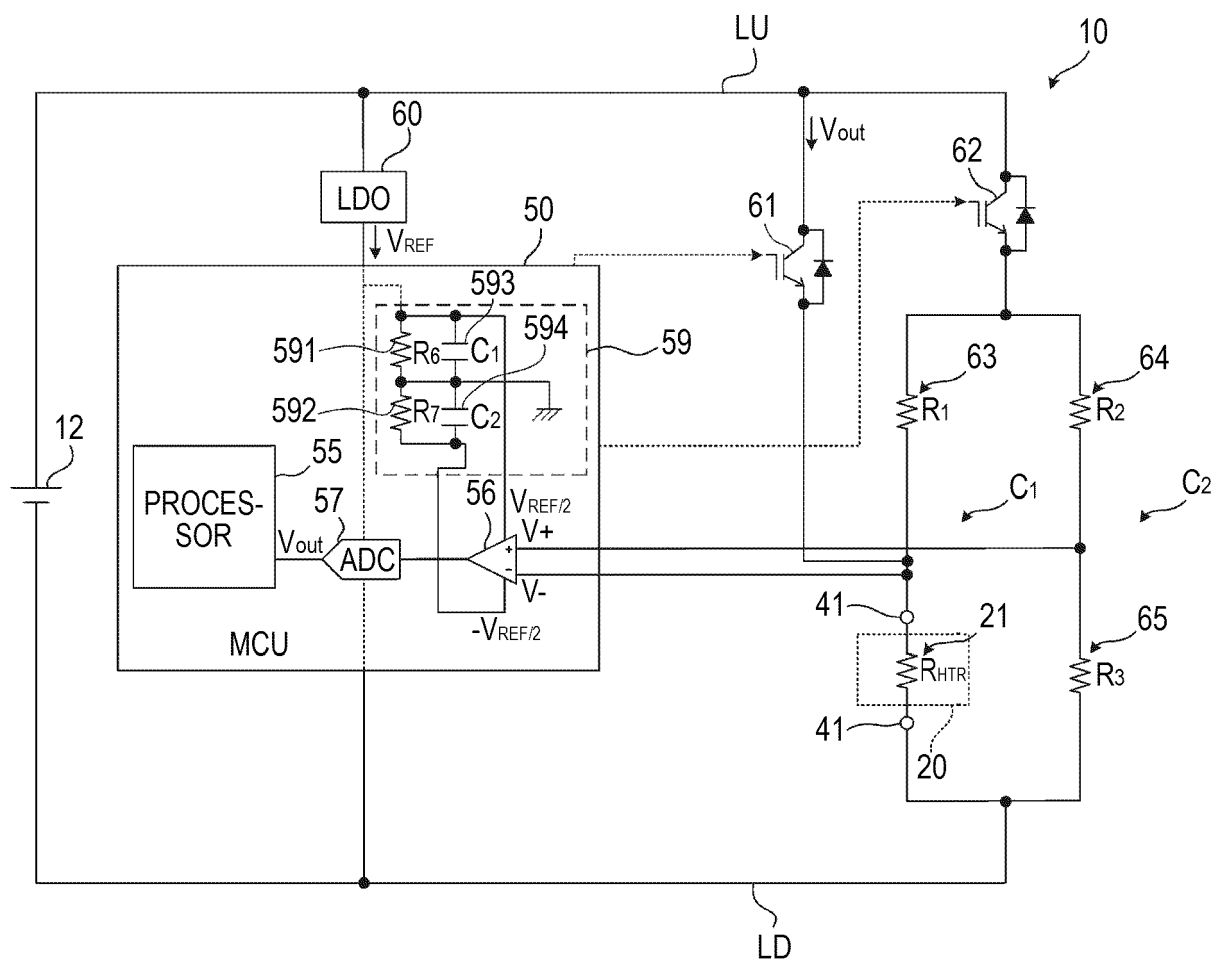 LU
10
60
LDO
VREF
Vout
62
61
50
593
594
59
591
R6
C1
592
R7
C2
63
64
R1
R2
12
55
PROCES-
SOR
57
56
VREF/2
V+
C1
C2
Vout
ADC
+
-
V-
-VREF/2
MCU
41
21
65
RHTR
R3
41
20
LD